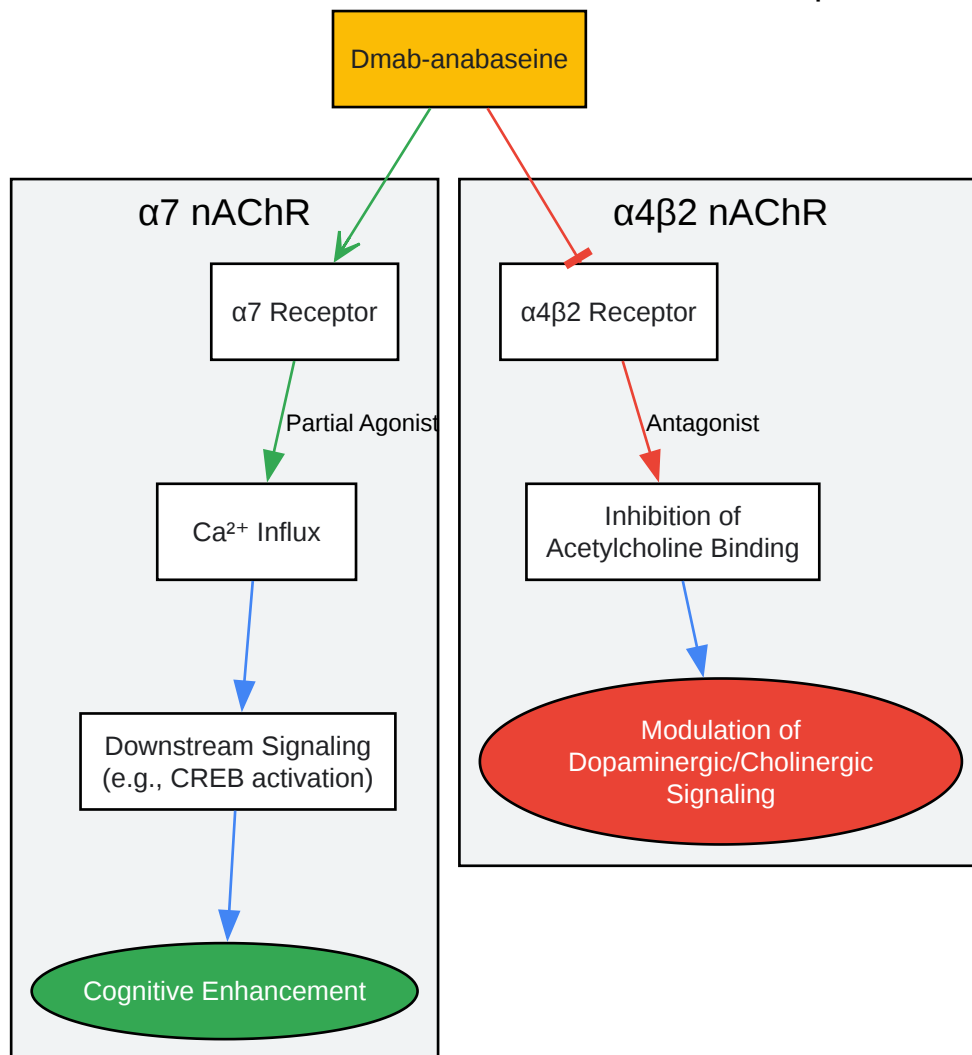 Dmab-anabaseine
α7 nAChR
α7 Receptor
Partial Agonist
Ca²⁺ Influx
Downstream Signaling
(e.g., CREB activation)
Cognitive Enhancement
α4β2 nAChR
α4β2 Receptor
Antagonist
Inhibition of
Acetylcholine Binding
Modulation of
Dopaminergic/Cholinergic
Signaling